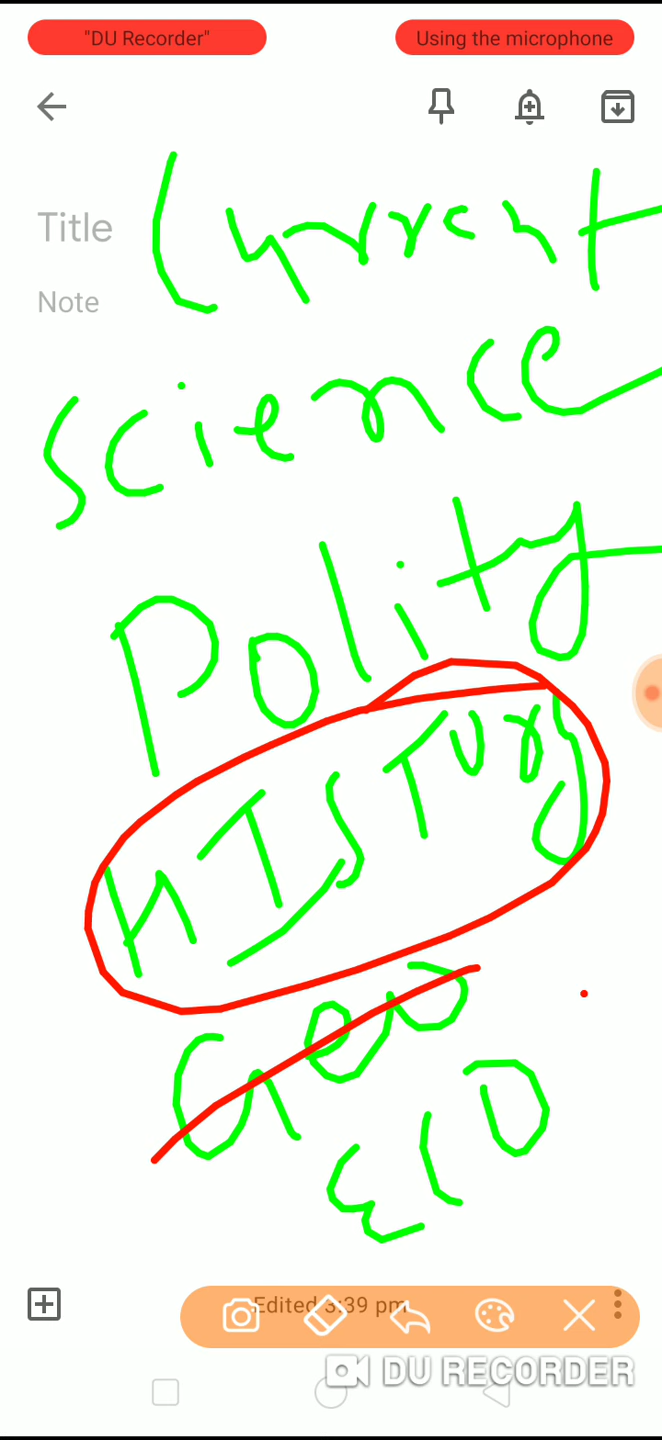 "DU Recorder" Using the microphone
Title
Current
Note
Science
Polity
HISTORY
Geo
Eco
Edited 3:39 pm
DU RECORDER